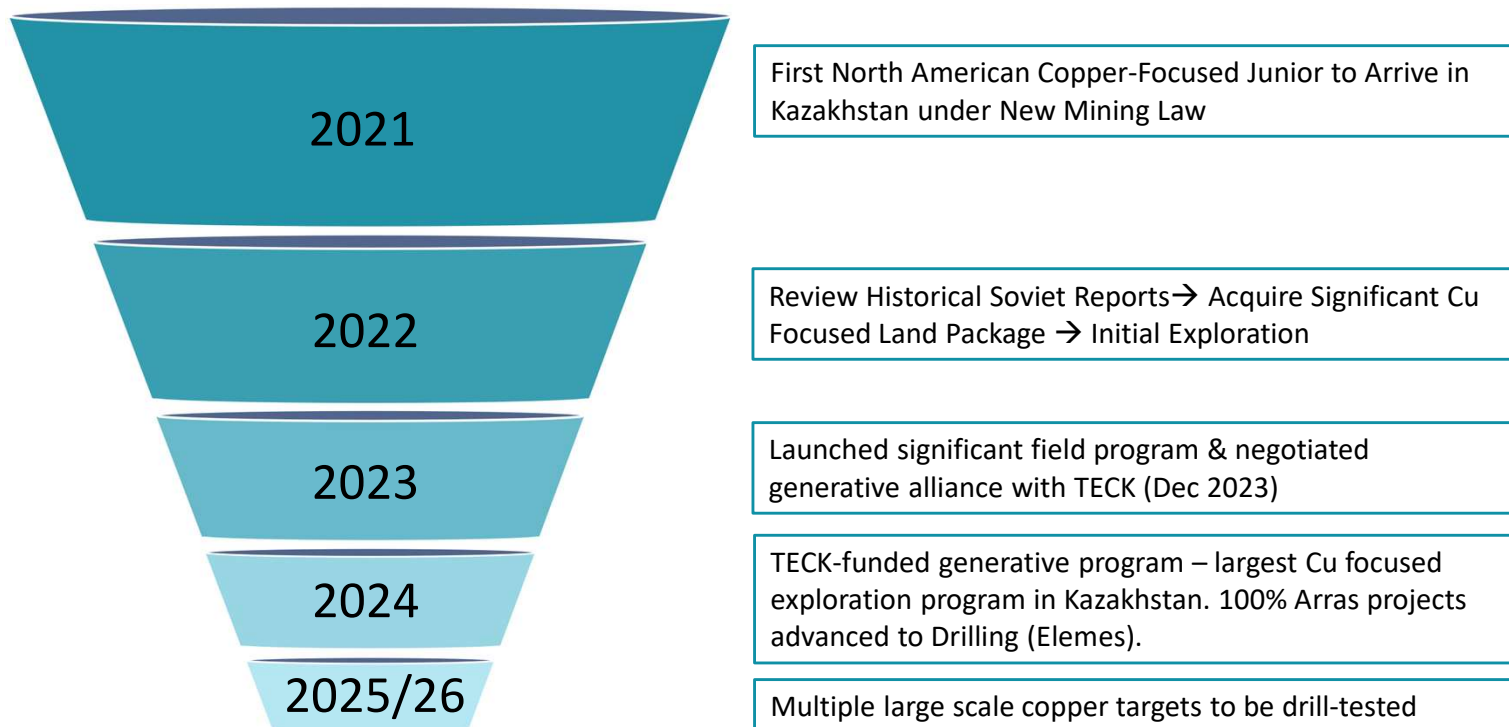 2021
First North American Copper-Focused Junior to Arrive in
Kazakhstan under New Mining Law
2022
Review Historical Soviet Reports→ Acquire Significant Cu
Focused Land Package → Initial Exploration
2023
Launched significant field program & negotiated
generative alliance with TECK (Dec 2023)
2024
TECK-funded generative program – largest Cu focused
exploration program in Kazakhstan. 100% Arras projects
advanced to Drilling (Elemes).
2025/26
Multiple large scale copper targets to be drill-tested